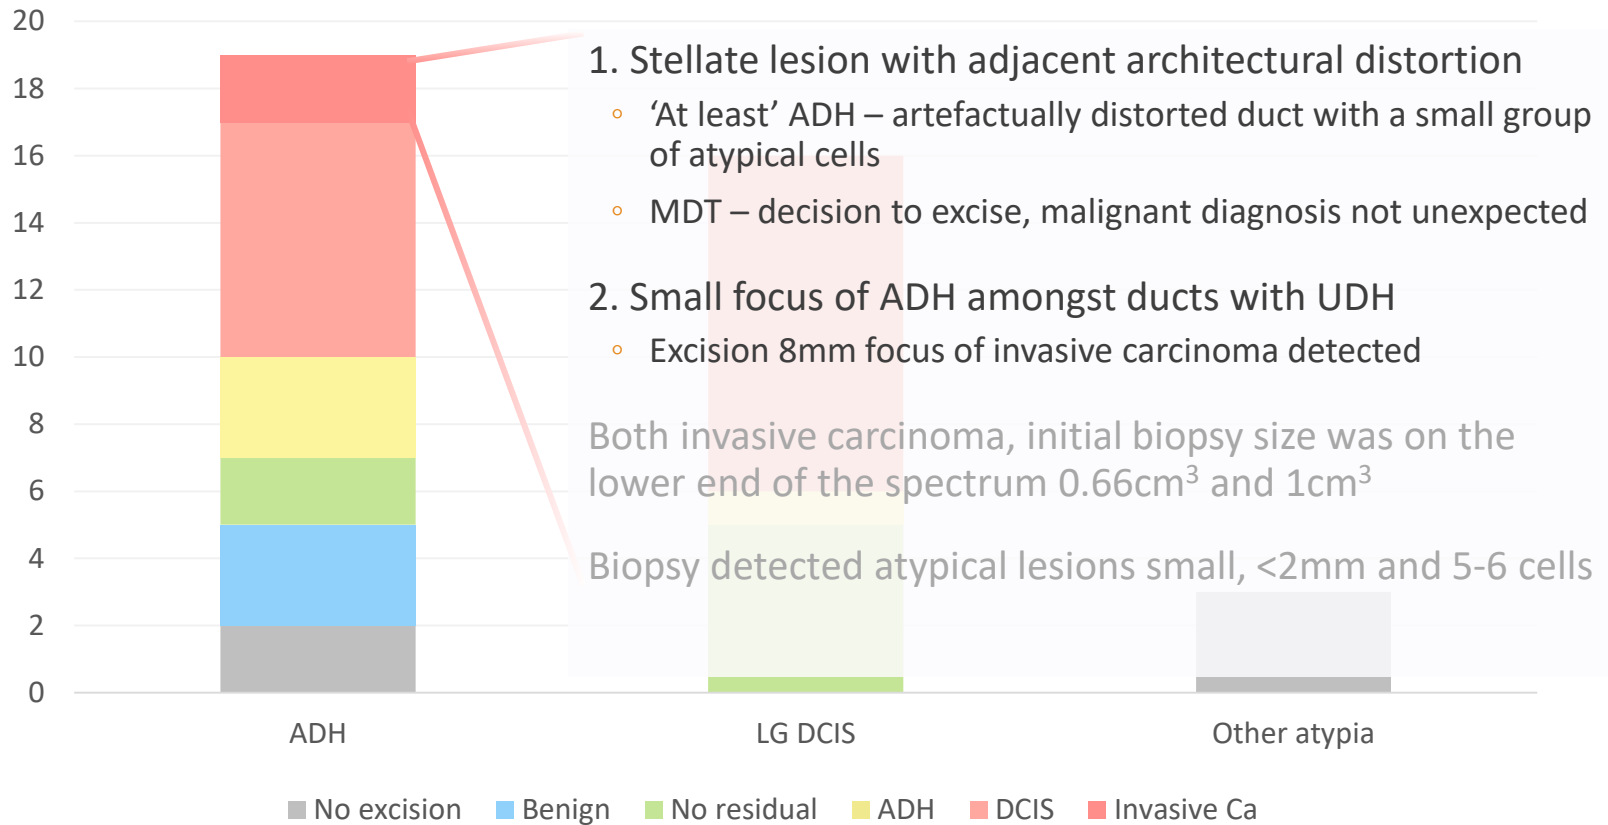 20
18
16
14
12
10
8
6
4
2
0
1. Stellate lesion with adjacent architectural distortion
◦ ‘At least’ ADH – artefactually distorted duct with a small group
of atypical cells
◦ MDT – decision to excise, malignant diagnosis not unexpected
2. Small focus of ADH amongst ducts with UDH
◦ Excision 8mm focus of invasive carcinoma detected
Both invasive carcinoma, initial biopsy size was on the
lower end of the spectrum 0.66cm³ and 1cm³
Biopsy detected atypical lesions small, <2mm and 5-6 cells
ADH
LG DCIS
Other atypia
No excision
Benign
No residual
ADH
DCIS
Invasive Ca